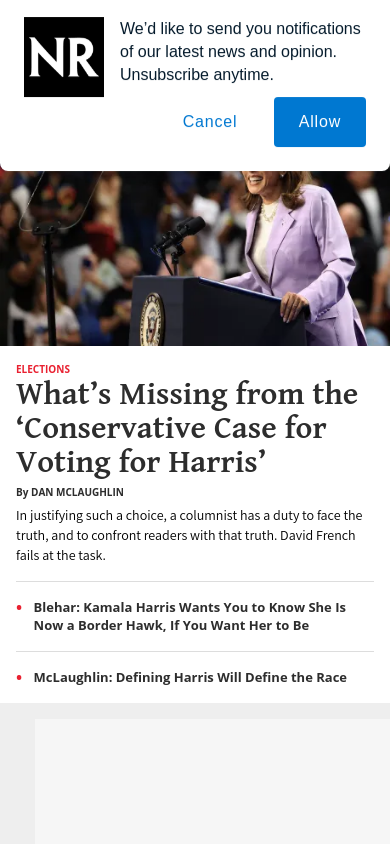 NR
We’d like to send you notifications
of our latest news and opinion.
Unsubscribe anytime.
Cancel
Allow
ELECTIONS
What’s Missing from the
‘Conservative Case for
Voting for Harris’
By DAN MCLAUGHLIN
In justifying such a choice, a columnist has a duty to face the
truth, and to confront readers with that truth. David French
fails at the task.
• Blehar: Kamala Harris Wants You to Know She Is
Now a Border Hawk, If You Want Her to Be
• McLaughlin: Defining Harris Will Define the Race